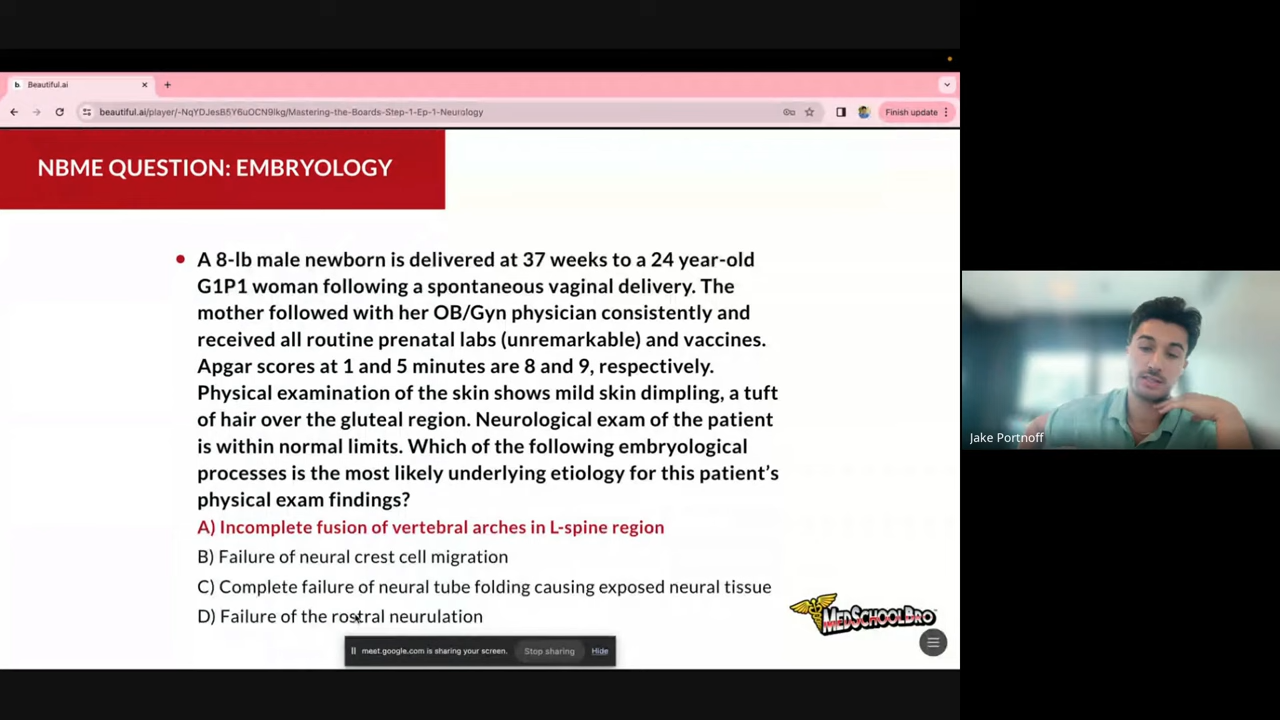 b. Beautiful.ai
beautiful.ai/player/-NqYDJesB5Y6uOCN9Ikg/Mastering-the-Boards-Step-1-Ep-1-Neurology
Finish update
NBME QUESTION: EMBRYOLOGY
A 8-lb male newborn is delivered at 37 weeks to a 24 year-old
G1P1 woman following a spontaneous vaginal delivery. The
mother followed with her OB/Gyn physician consistently and
received all routine prenatal labs (unremarkable) and vaccines.
Apgar scores at 1 and 5 minutes are 8 and 9, respectively.
Physical examination of the skin shows mild skin dimpling, a tuft
of hair over the gluteal region. Neurological exam of the patient
is within normal limits. Which of the following embryological
processes is the most likely underlying etiology for this patient's
physical exam findings?
A) Incomplete fusion of vertebral arches in L-spine region
B) Failure of neural crest cell migration
C) Complete failure of neural tube folding causing exposed neural tissue
D) Failure of the rostral neurulation
MEDSCHOOLBRO
meet.google.com is sharing your screen.
Stop sharing
Hide
Jake Portnoff